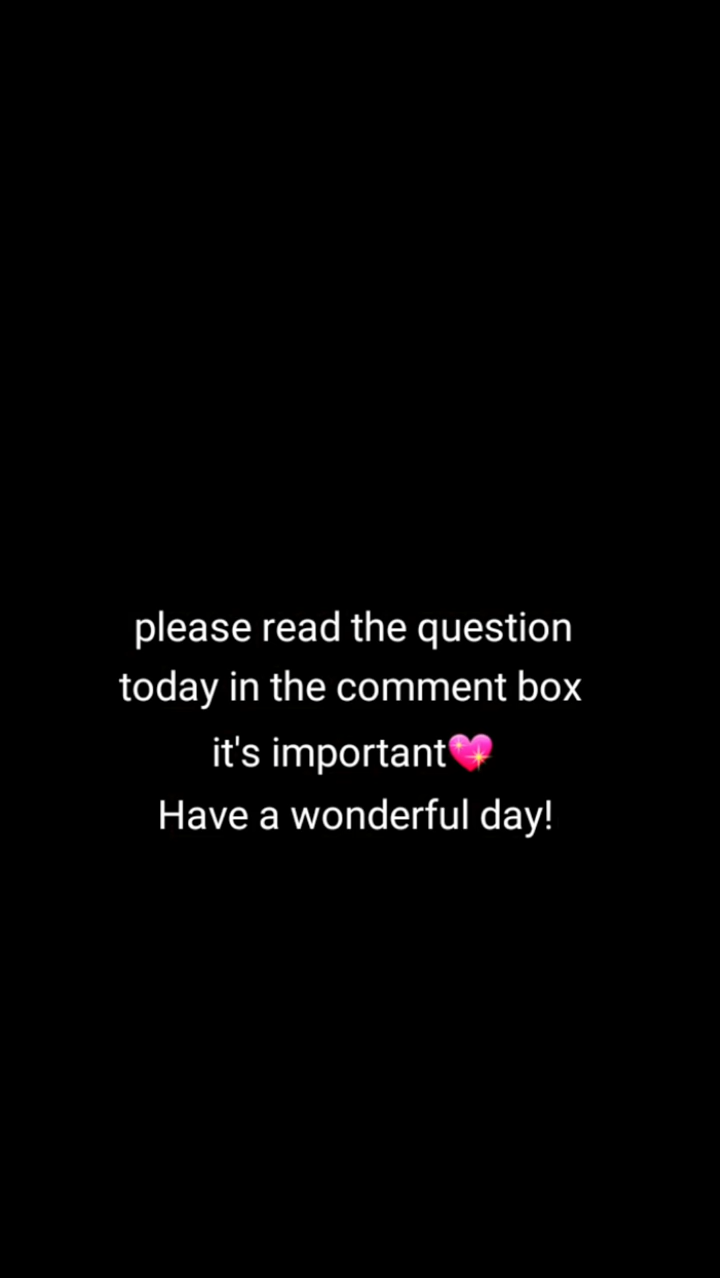 please read the question
today in the comment box
it's important💖
Have a wonderful day!